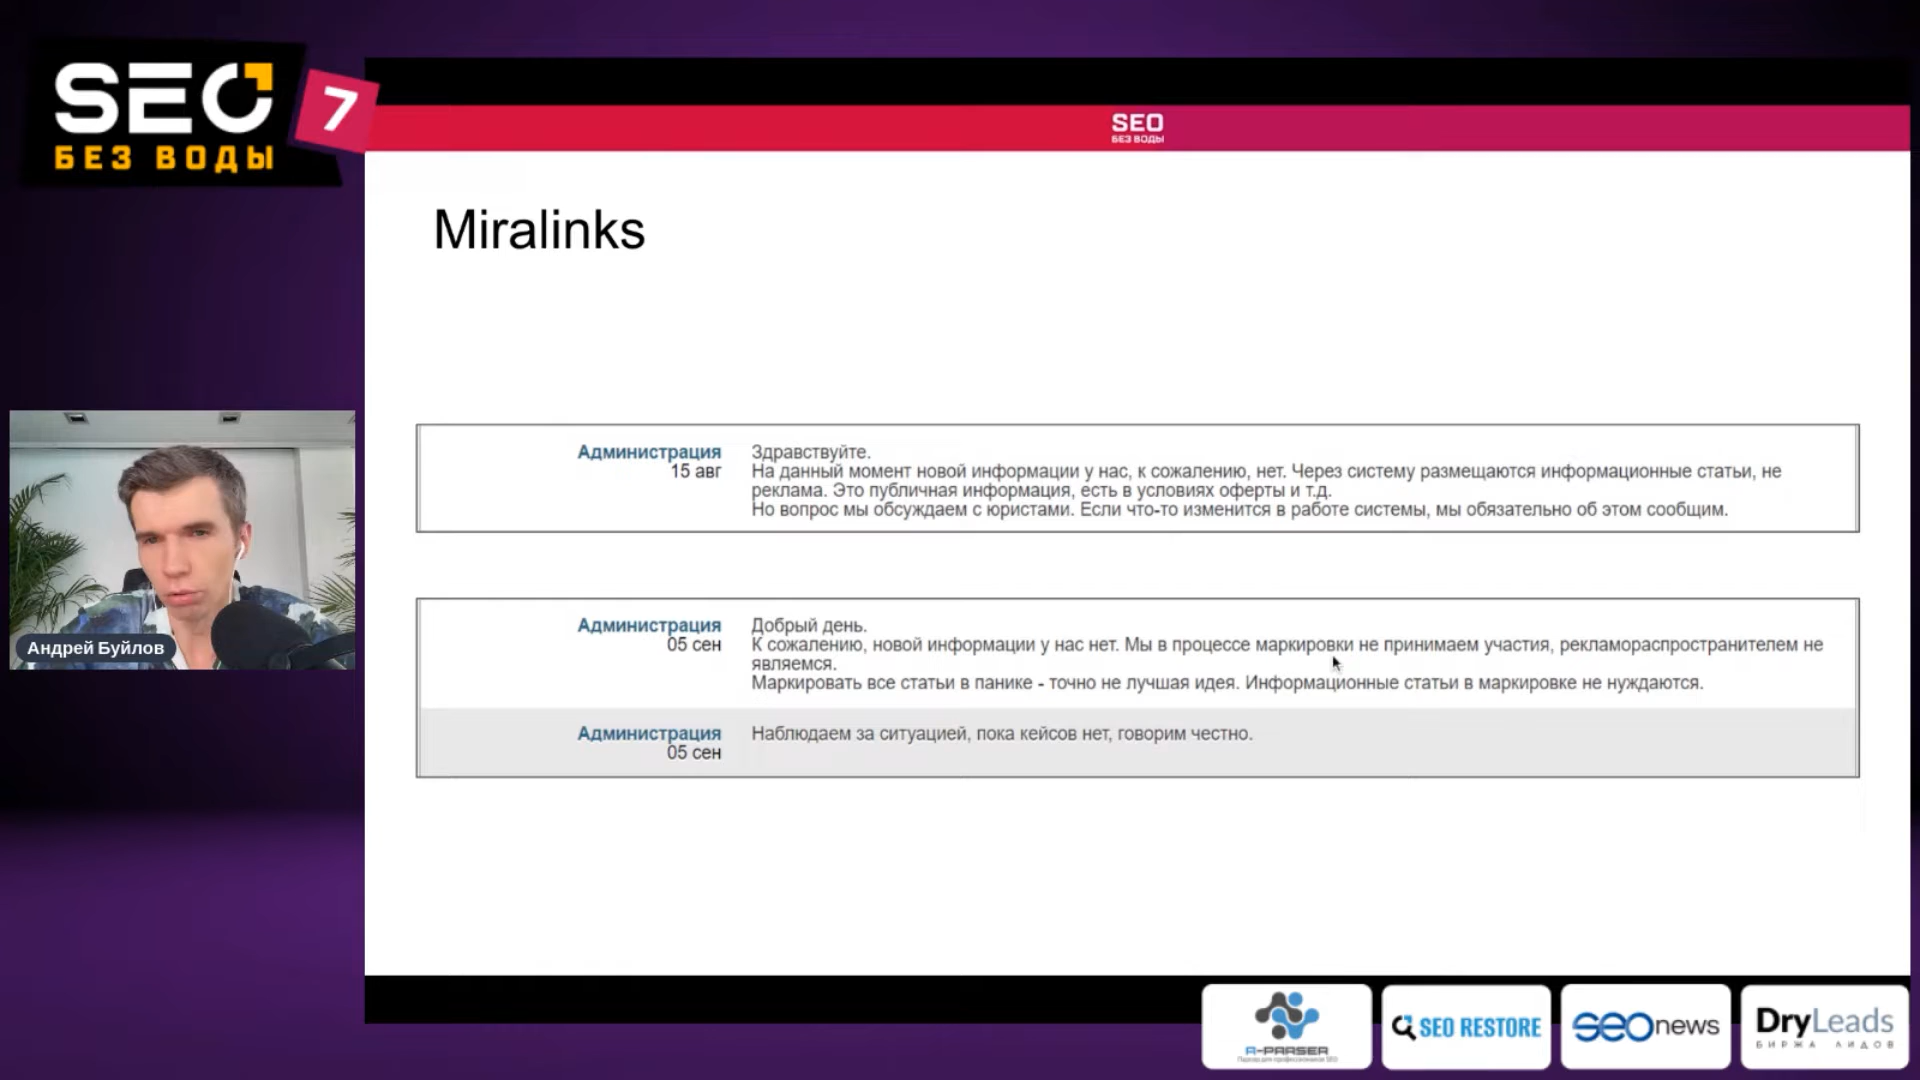 SEO 7
БЕЗ ВОДЫ
SEO
БЕЗ ВОДЫ
Miralinks
Администрация
15 авг
Здравствуйте.
На данный момент новой информации у нас, к сожалению, нет. Через систему размещаются информационные статьи, не
реклама. Это публичная информация, есть в условиях оферты и т.д.
Но вопрос мы обсуждаем с юристами. Если что-то изменится в работе системы, мы обязательно об этом сообщим.
Администрация
05 сен
Добрый день.
К сожалению, новой информации у нас нет. Мы в процессе маркировки не принимаем участия, рекламораспространителем не
являемся.
Маркировать все статьи в панике - точно не лучшая идея. Информационные статьи в маркировке не нуждаются.
Администрация
05 сен
Наблюдаем за ситуацией, пока кейсов нет, говорим честно.
Андрей Буйлов
A-PARSER
Парсер для профессионалов SEO
SEO RESTORE
seonews
DryLeads
БИРЖА ЛИДОВ